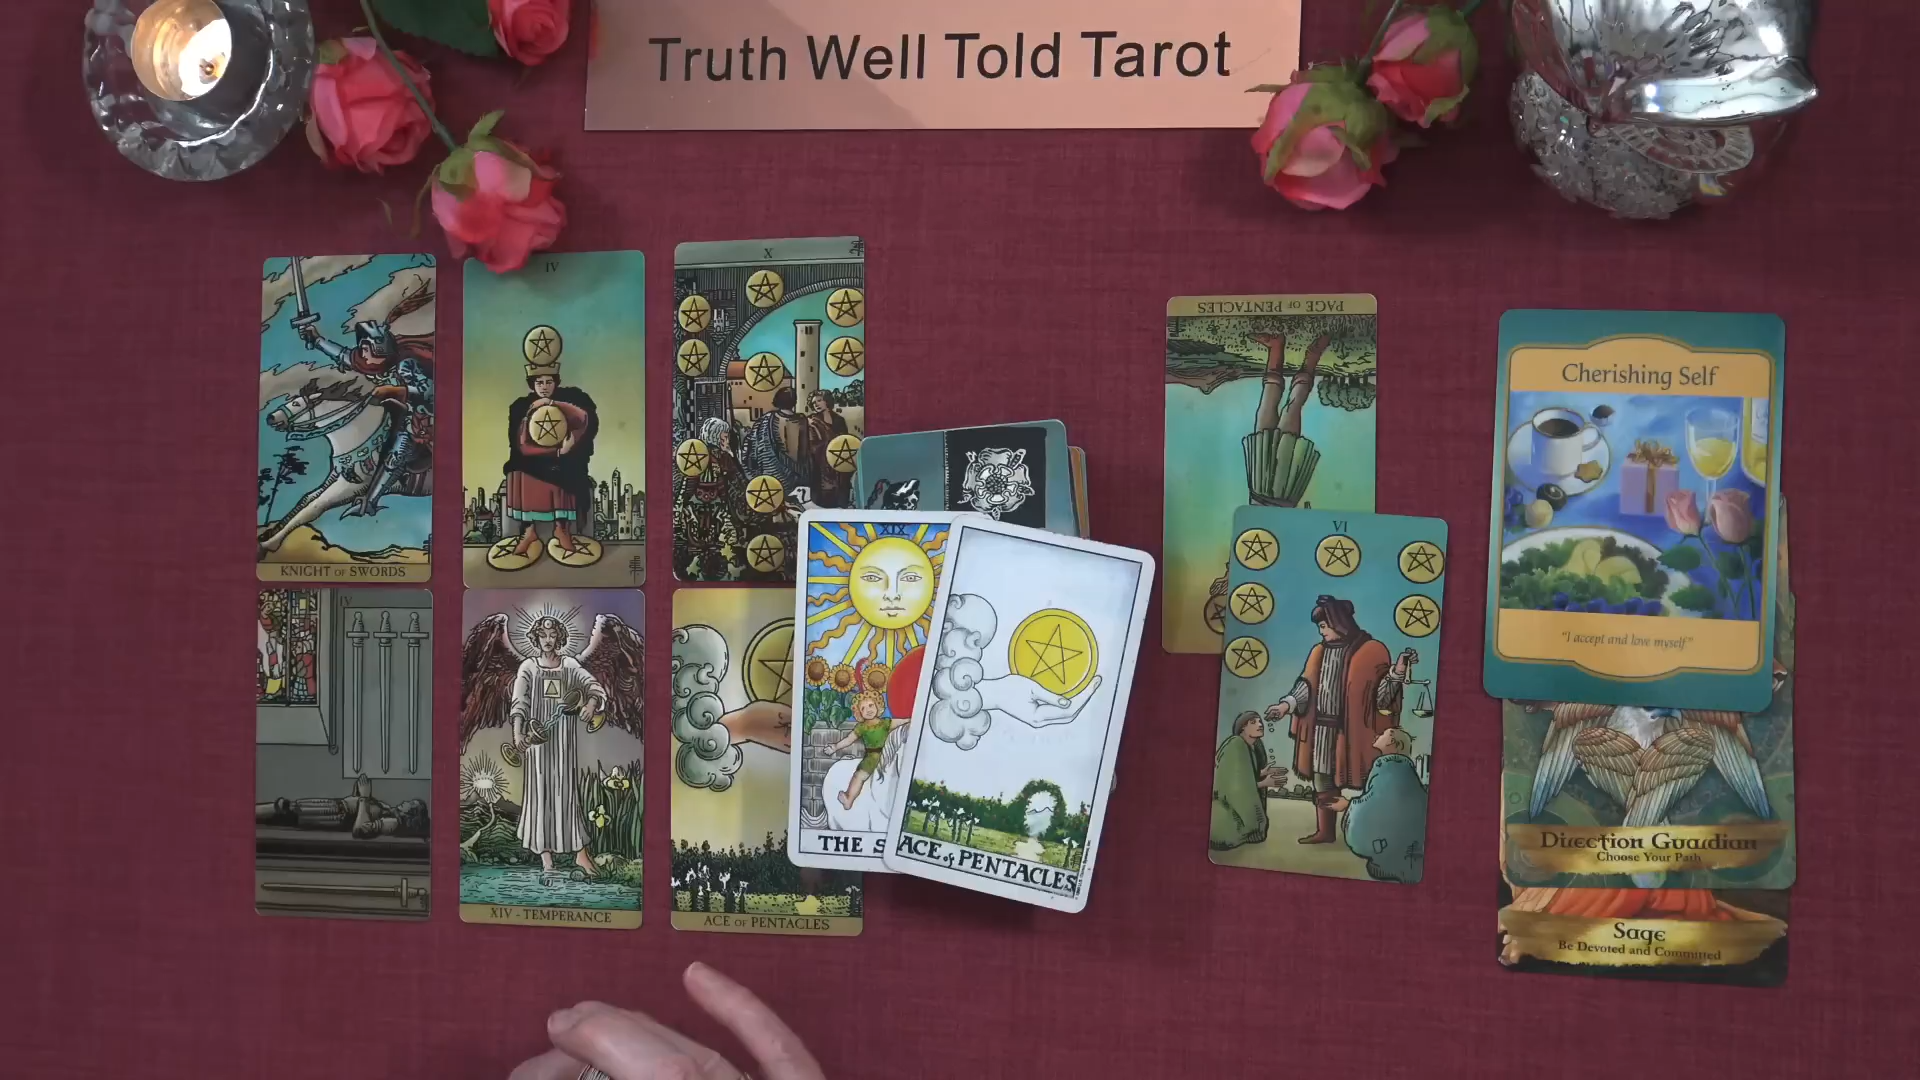 Truth Well Told Tarot
IV
X
KNIGHT OF SWORDS
PAGE OF PENTACLES
VI
Cherishing Self
"I accept and love myself"
XIX
THE S
ACE of PENTACLES
IV
XIV - TEMPERANCE
ACE OF PENTACLES
Direction Guardian
Choose Your Path
Sage
Be Devoted and Committed